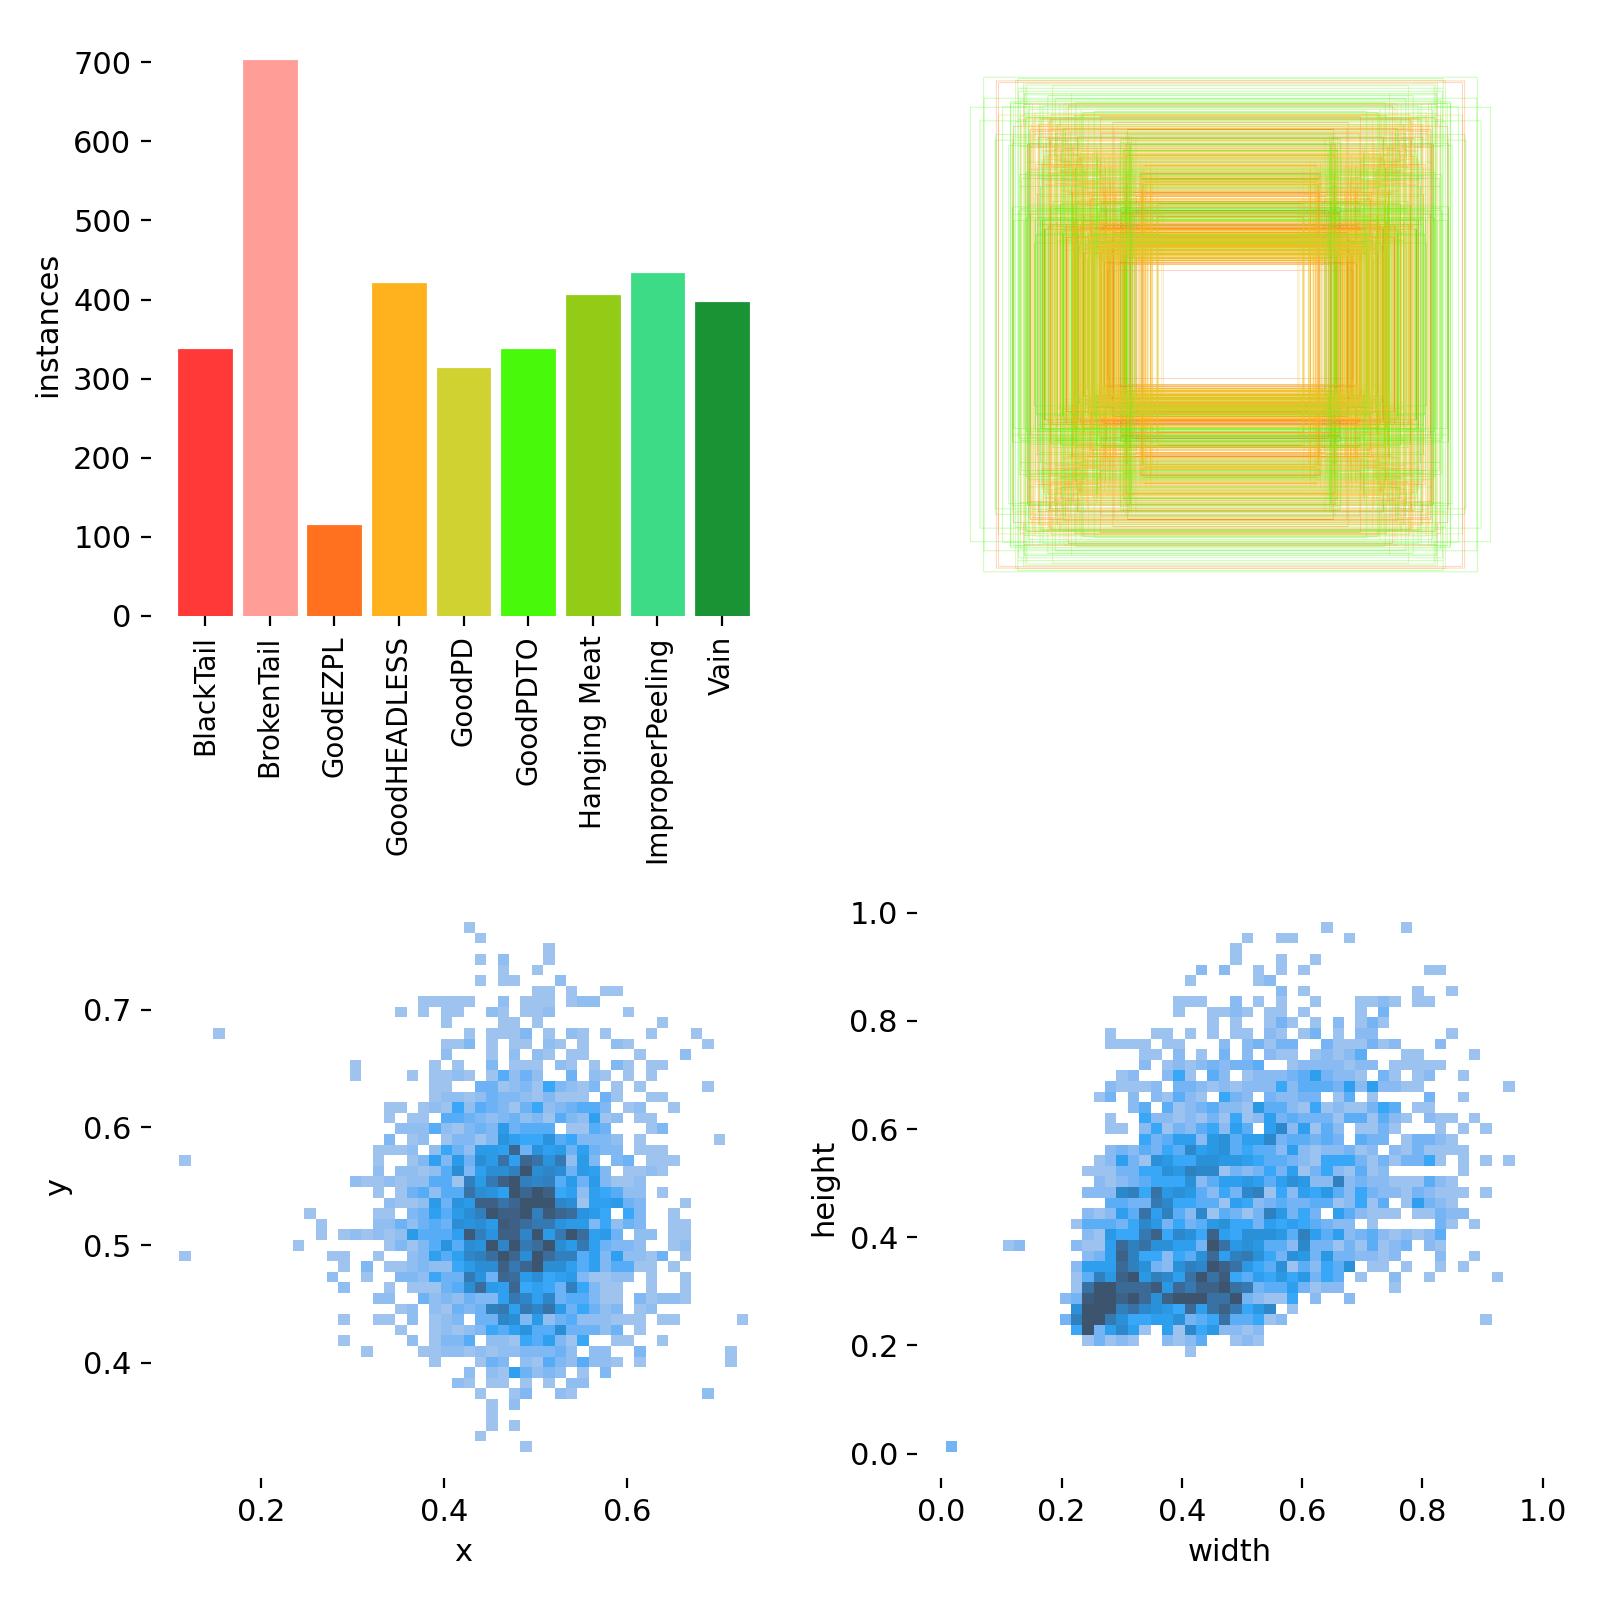 700
600
500
400
300
200
100
0
instances
BlackTail
BrokenTail
GoodEZPL
GoodHEADLESS
GoodPD
GoodPDTO
Hanging Meat
ImproperPeeling
Vain
0.7
0.6
0.5
0.4
y
0.2 0.4 0.6
x
1.0
0.8
0.6
0.4
0.2
0.0
height
0.0 0.2 0.4 0.6 0.8 1.0
width